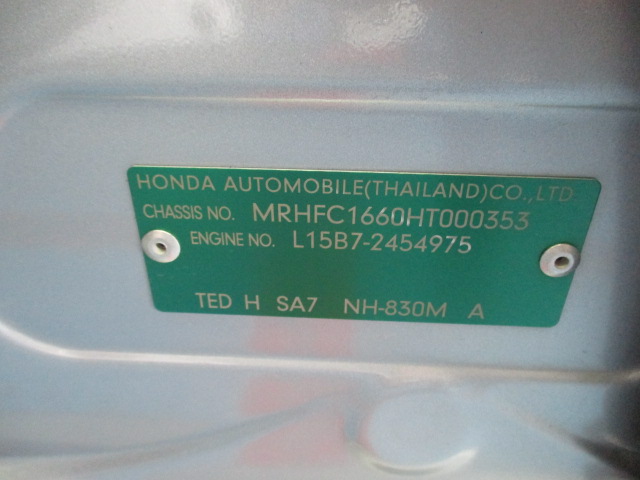 HONDA AUTOMOBILE(THAILAND)CO.,LTD.
CHASSIS NO. MRHFC1660HT000353
ENGINE NO. L15B7-2454975
TED H SA7 NH-830M A